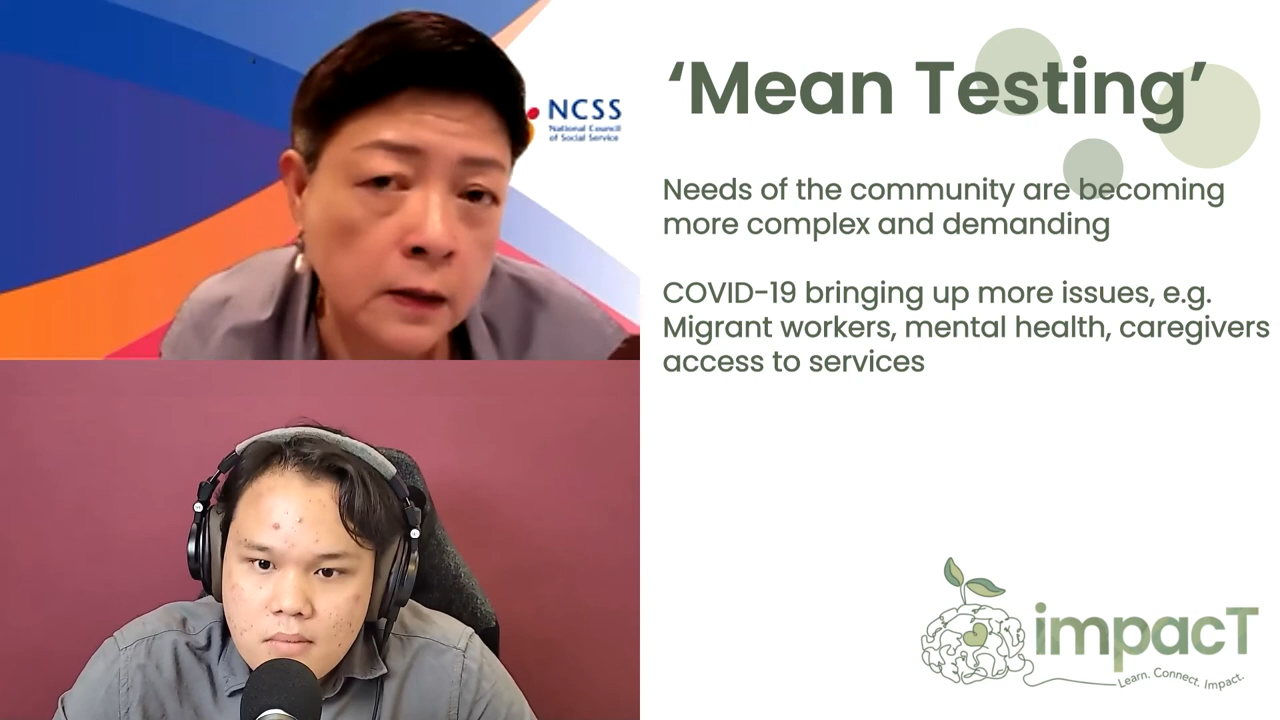 NCSS
National Council
of Social Service
‘Mean Testing’
Needs of the community are becoming
more complex and demanding
COVID-19 bringing up more issues, e.g.
Migrant workers, mental health, caregivers
access to services
impacT
Learn. Connect. Impact.